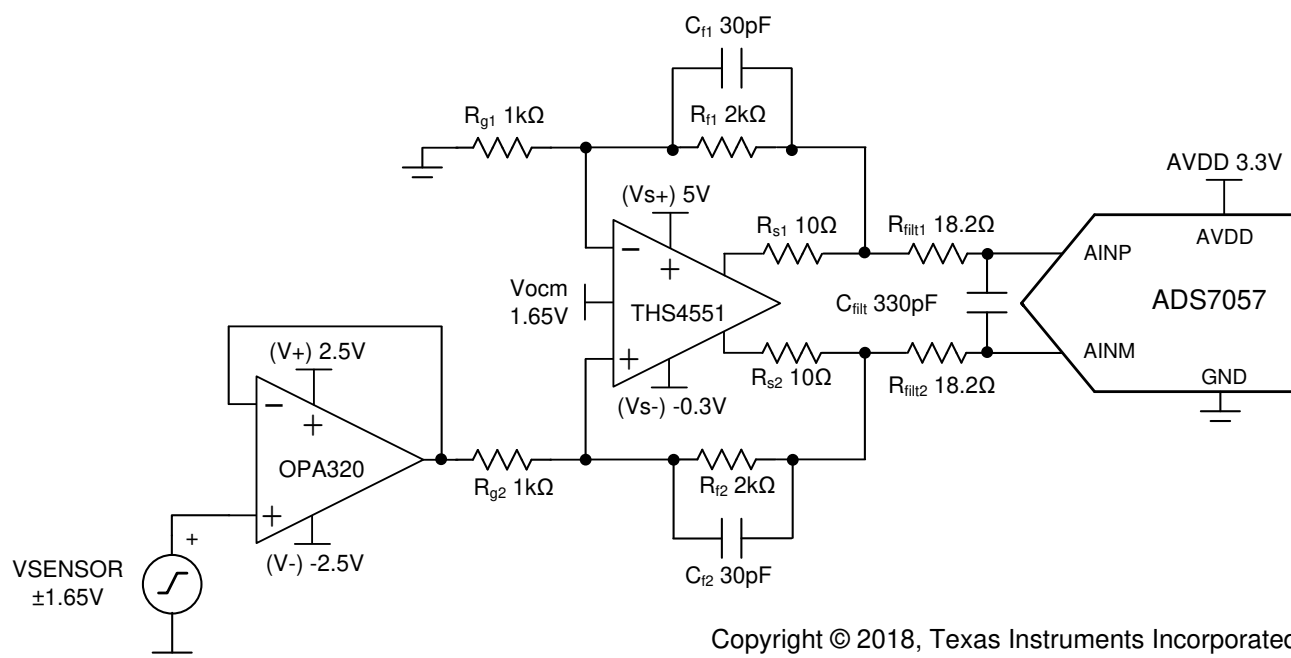 Cf1 30pF
Rg1 1kΩ
Rf1 2kΩ
AVDD 3.3V
(Vs+) 5V
Rs1 10Ω
Rfilt1 18.2Ω
AVDD
−
+
AINP
Vocm
1.65V
THS4551
Cfilt 330pF
ADS7057
+
AINM
(V+) 2.5V
Rs2 10Ω
Rfilt2 18.2Ω
GND
(Vs-) -0.3V
−
+
OPA320
Rg2 1kΩ
Rf2 2kΩ
+
+
(V-) -2.5V
VSENSOR
±1.65V
Cf2 30pF
Copyright © 2018, Texas Instruments Incorporated